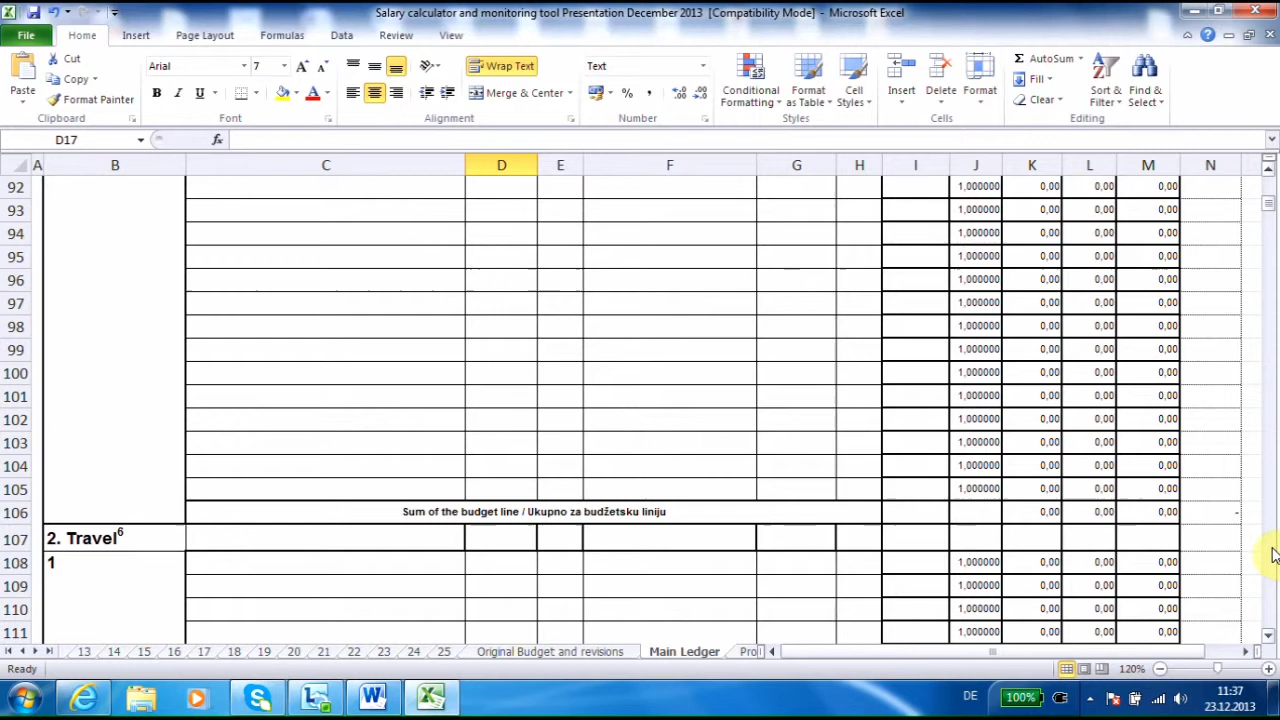 Salary calculator and monitoring tool Presentation December 2013 [Compatibility Mode] - Microsoft Excel
File Home Insert Page Layout Formulas Data Review View
Paste Cut Copy Format Painter Clipboard
Arial 7 A A B I U A Font
Wrap Text Merge & Center Alignment
Text % , Number
Conditional Formatting Format as Table Cell Styles Styles
Insert Delete Format Cells
Σ AutoSum Fill Clear Sort & Filter Find & Select Editing
D17 fx
A B C D E F G H I J K L M N
92 1,000000 0,00 0,00 0,00
93 1,000000 0,00 0,00 0,00
94 1,000000 0,00 0,00 0,00
95 1,000000 0,00 0,00 0,00
96 1,000000 0,00 0,00 0,00
97 1,000000 0,00 0,00 0,00
98 1,000000 0,00 0,00 0,00
99 1,000000 0,00 0,00 0,00
100 1,000000 0,00 0,00 0,00
101 1,000000 0,00 0,00 0,00
102 1,000000 0,00 0,00 0,00
103 1,000000 0,00 0,00 0,00
104 1,000000 0,00 0,00 0,00
105 1,000000 0,00 0,00 0,00
106 Sum of the budget line / Ukupno za budžetsku liniju 0,00 0,00 0,00 -
107 2. Travel⁶
108 1 1,000000 0,00 0,00 0,00
109 1,000000 0,00 0,00 0,00
110 1,000000 0,00 0,00 0,00
111 1,000000 0,00 0,00 0,00
13 14 15 16 17 18 19 20 21 22 23 24 25 Original Budget and revisions Main Ledger Pro
Ready 120%
DE 100% 11:37
23.12.2013